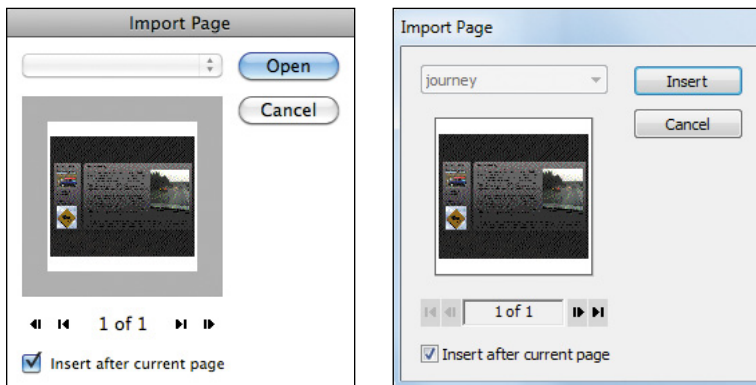 Import Page
Open
Cancel
1 of 1
Insert after current page
Import Page
journey
Insert
Cancel
1 of 1
Insert after current page